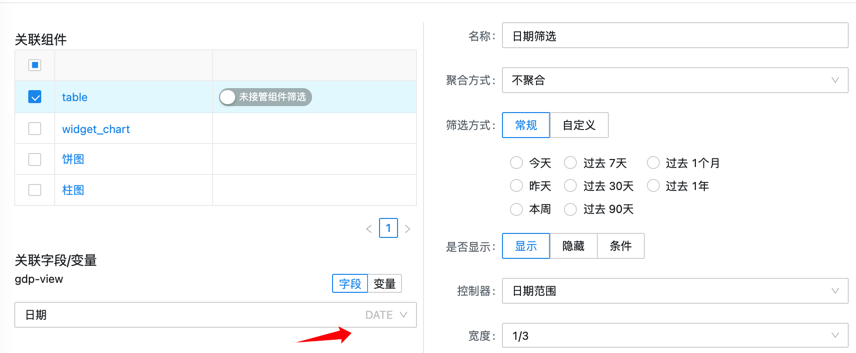 关联组件
table 未接管组件筛选
widget_chart
饼图
柱图
1
关联字段/变量
gdp-view
字段 变量
日期 DATE
名称: 日期筛选
聚合方式: 不聚合
筛选方式: 常规 自定义
今天 过去 7天 过去 1个月
昨天 过去 30天 过去 1年
本周 过去 90天
是否显示: 显示 隐藏 条件
控制器: 日期范围
宽度: 1/3